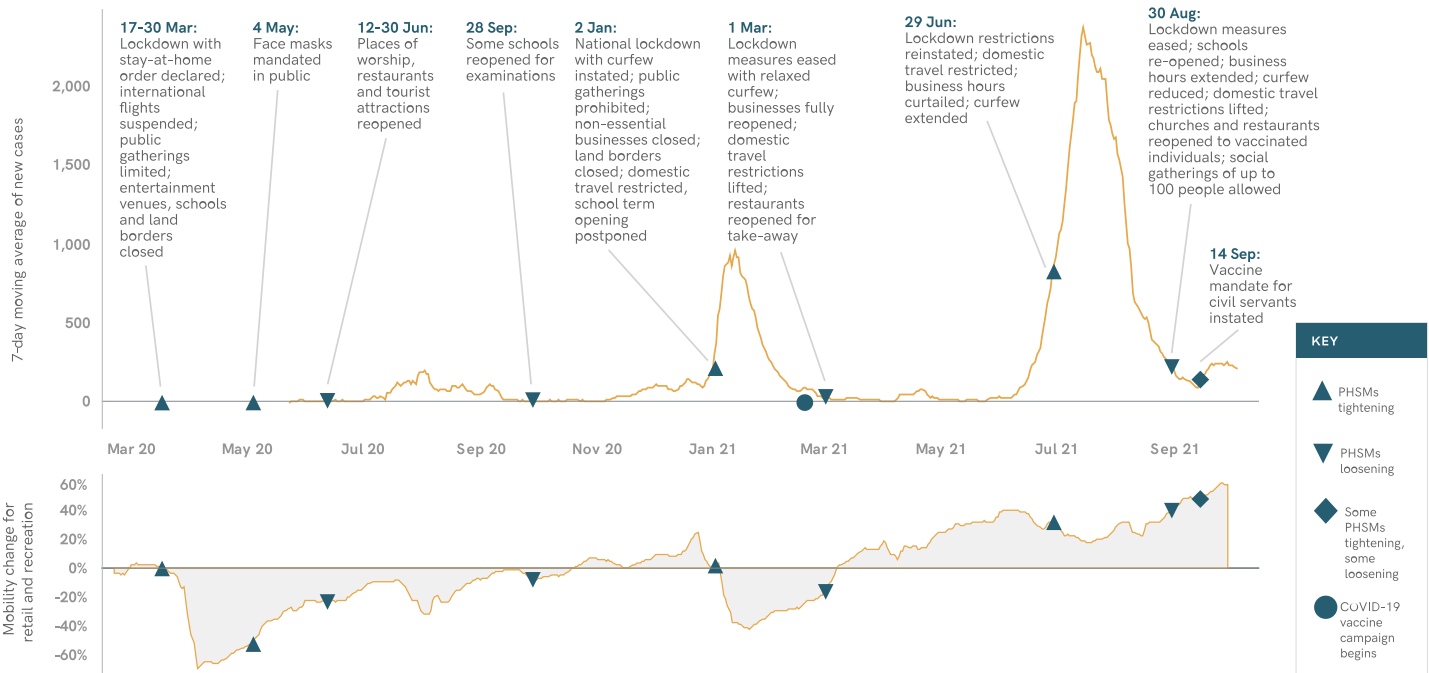 17-30 Mar:
Lockdown with
stay-at-home
order declared;
international
flights
suspended;
public
gatherings
limited;
entertainment
venues, schools
and land
borders
closed
4 May:
Face masks
mandated
in public
12-30 Jun:
Places of
worship,
restaurants
and tourist
attractions
reopened
28 Sep:
Some schools
reopened for
examinations
2 Jan:
National lockdown
with curfew
instated; public
gatherings
prohibited;
non-essential
businesses closed;
land borders
closed; domestic
travel restricted,
school term
opening
postponed
1 Mar:
Lockdown
measures eased
with relaxed
curfew;
businesses fully
reopened;
domestic
travel
restrictions
lifted;
restaurants
reopened for
take-away
29 Jun:
Lockdown restrictions
reinstated; domestic
travel restricted;
business hours
curtailed; curfew
extended
30 Aug:
Lockdown measures
eased; schools
re-opened; business
hours extended; curfew
reduced; domestic travel
restrictions lifted;
churches and restaurants
reopened to vaccinated
individuals; social
gatherings of up to
100 people allowed
14 Sep:
Vaccine
mandate for
civil servants
instated
7-day moving average of new cases
2,000
1,500
1,000
500
0
Mar 20
May 20
Jul 20
Sep 20
Nov 20
Jan 21
Mar 21
May 21
Jul 21
Sep 21
Mobility change for
retail and recreation
60%
40%
20%
0%
-20%
-40%
-60%
KEY
PHSMs
tightening
PHSMs
loosening
Some
PHSMs
tightening,
some
loosening
COVID-19
vaccine
campaign
begins